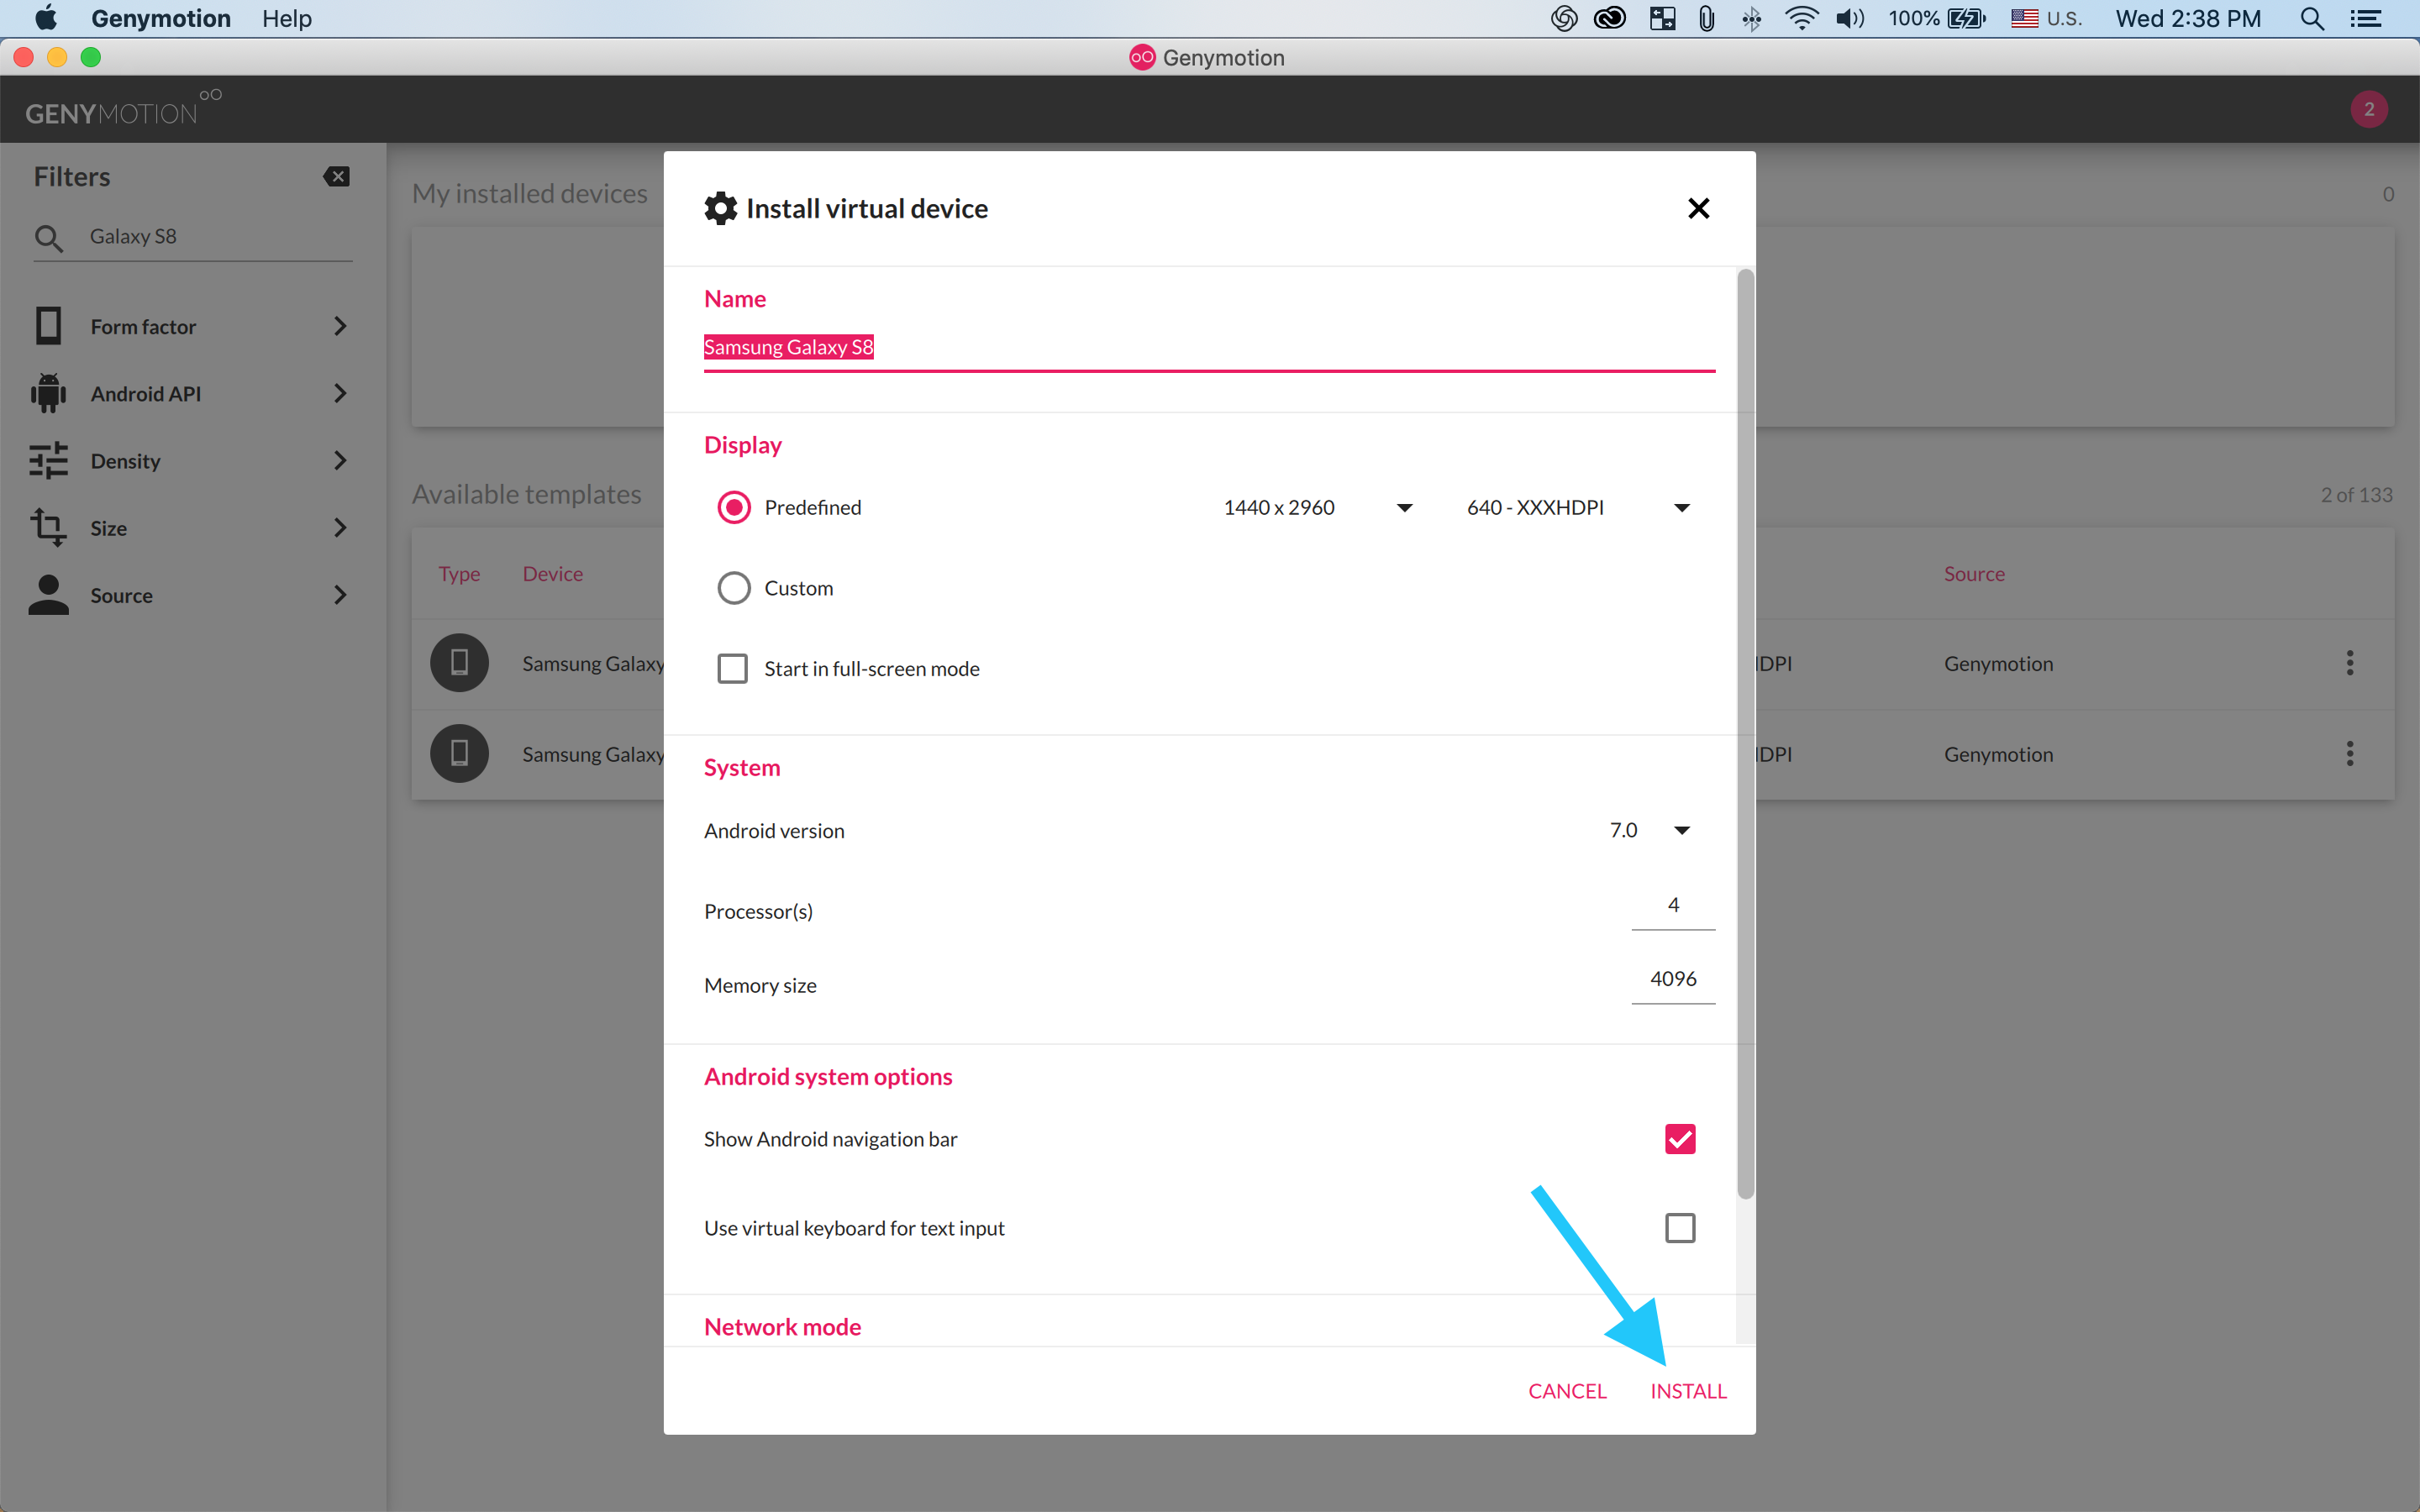 Genymotion Help 100% U.S. Wed 2:38 PM
Genymotion
GENYMOTION
2
Filters
Galaxy S8
Form factor
Android API
Density
Size
Source
My installed devices
0
Available templates
2 of 133
Type Device
Source
Samsung Galaxy
HDPI
Genymotion
Samsung Galaxy
HDPI
Genymotion
Install virtual device
Name
Samsung Galaxy S8
Display
Predefined 1440 x 2960 640 - XXXHDPI
Custom
Start in full-screen mode
System
Android version 7.0
Processor(s) 4
Memory size 4096
Android system options
Show Android navigation bar
Use virtual keyboard for text input
Network mode
CANCEL INSTALL